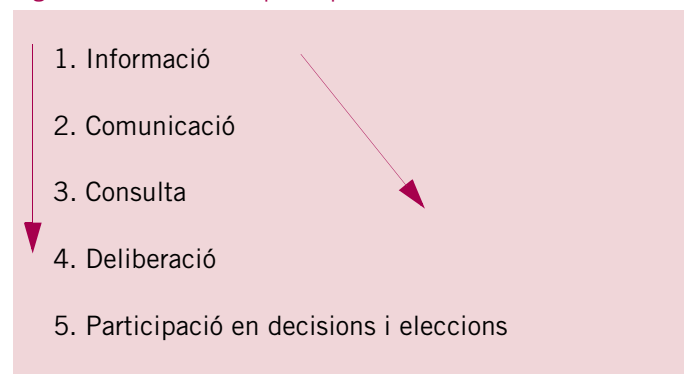 1. Informació
2. Comunicació
3. Consulta
4. Deliberació
5. Participació en decisions i eleccions